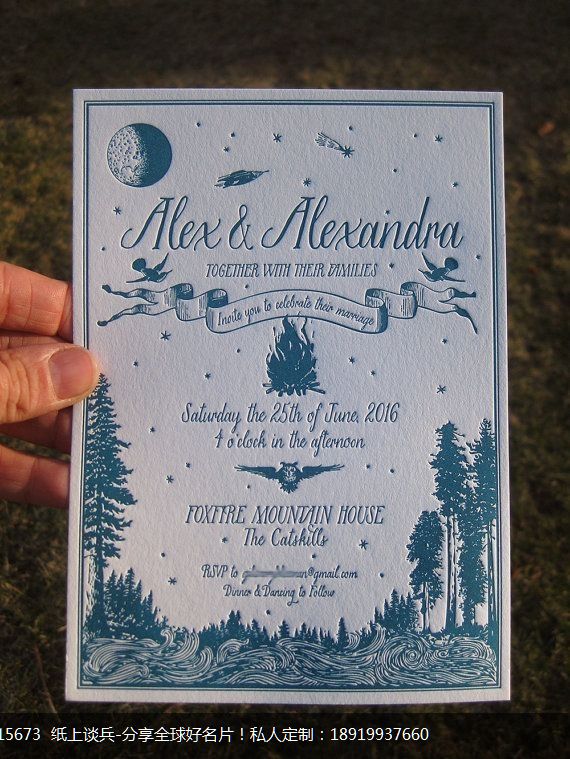 Alex & Alexandra
TOGETHER WITH THEIR FAMILIES
Invite you to celebrate their marriage
Saturday the 25th of June, 2016
4 o'clock in the afternoon
FOXFIRE MOUNTAIN HOUSE
The Catskills
RSVP to @gmail.com
Dinner & Dancing to Follow
15673 纸上谈兵-分享全球好名片！私人定制：18919937660